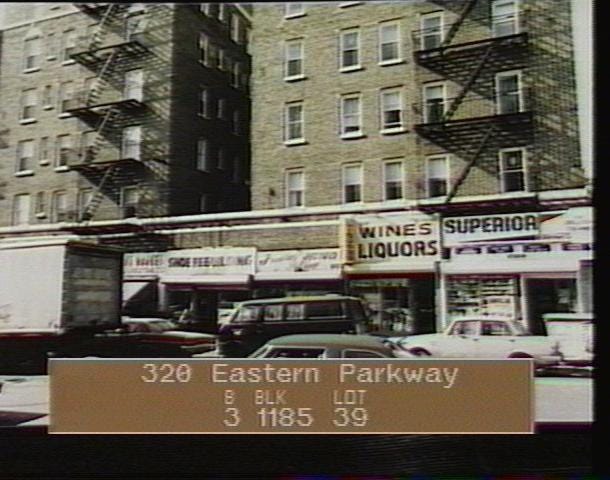 WINES
LIQUORS
SUPERIOR
SHOE REBUILDING
320 Eastern Parkway
B BLK LOT
3 1185 39